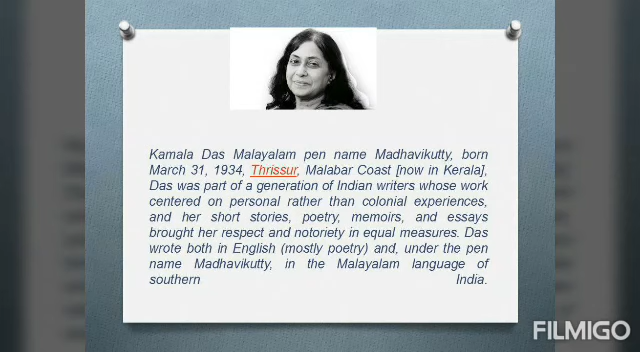 Kamala Das Malayalam pen name Madhavikutty, born
March 31, 1934, Thrissur, Malabar Coast [now in Kerala],
Das was part of a generation of Indian writers whose work
centered on personal rather than colonial experiences,
and her short stories, poetry, memoirs, and essays
brought her respect and notoriety in equal measures. Das
wrote both in English (mostly poetry) and, under the pen
name Madhavikutty, in the Malayalam language of
southern India.
FILMIGO